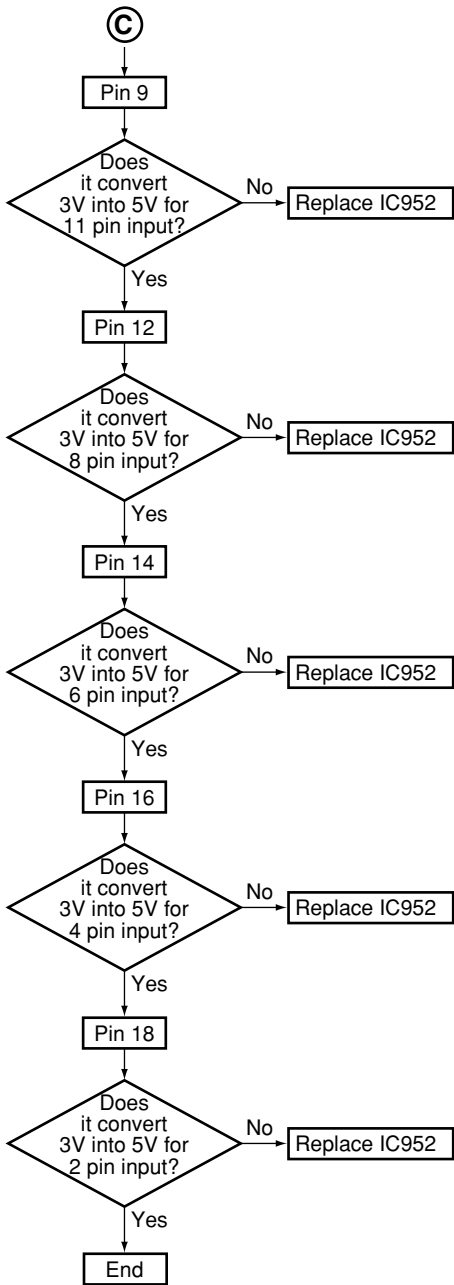 C
Pin 9
Does
it convert
3V into 5V for
11 pin input?
No
Replace IC952
Yes
Pin 12
Does
it convert
3V into 5V for
8 pin input?
No
Replace IC952
Yes
Pin 14
Does
it convert
3V into 5V for
6 pin input?
No
Replace IC952
Yes
Pin 16
Does
it convert
3V into 5V for
4 pin input?
No
Replace IC952
Yes
Pin 18
Does
it convert
3V into 5V for
2 pin input?
No
Replace IC952
Yes
End